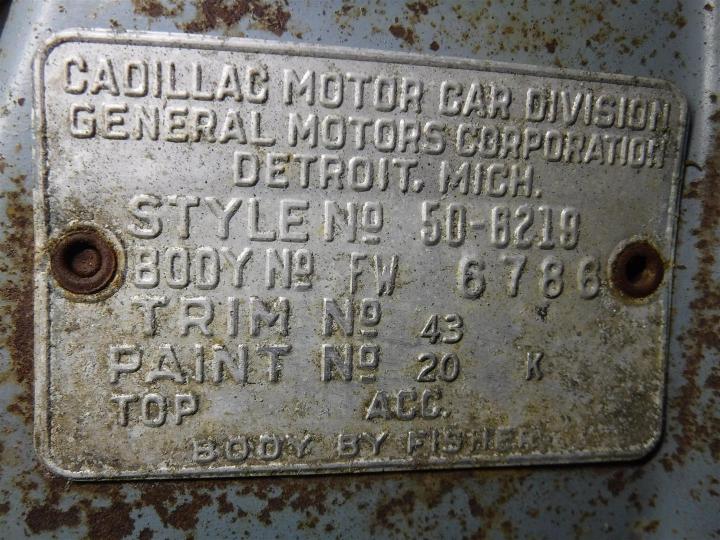 CADILLAC MOTOR CAR DIVISION
GENERAL MOTORS CORPORATION
DETROIT, MICH.
STYLE Nº 50-6219
BODY Nº FW 6786
TRIM Nº 43
PAINT Nº 20 K
TOP ACC.
BODY BY FISHER